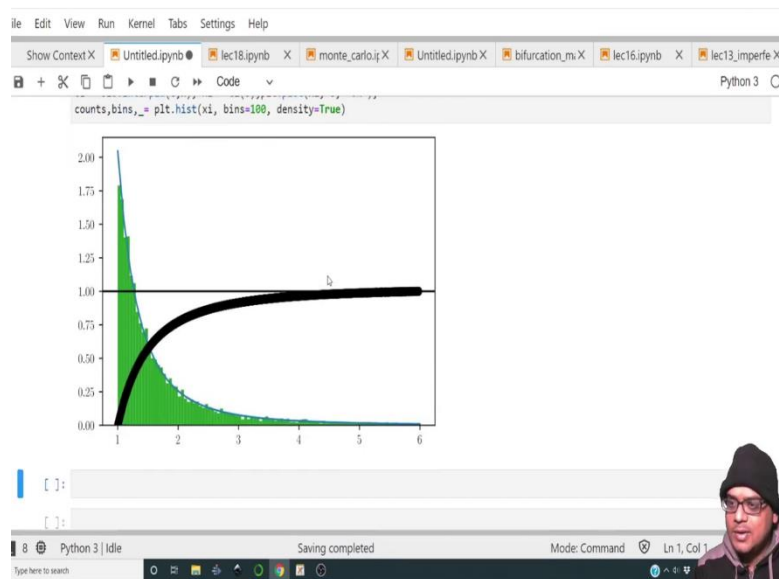 ile Edit View Run Kernel Tabs Settings Help
Show Context X Untitled.ipynb lec18.ipynb X monte_carlo.ip X Untitled.ipynb X bifurcation_m X lec16.ipynb X lec13_imperfe X
Code Python 3
counts,bins,_= plt.hist(xi, bins=100, density=True)
2.00
1.75
1.50
1.25
1.00
0.75
0.50
0.25
0.00
1 2 3 4 5 6
[ ]:
[ ]:
8 Python 3 | Idle Saving completed Mode: Command Ln 1, Col 1
Type here to search